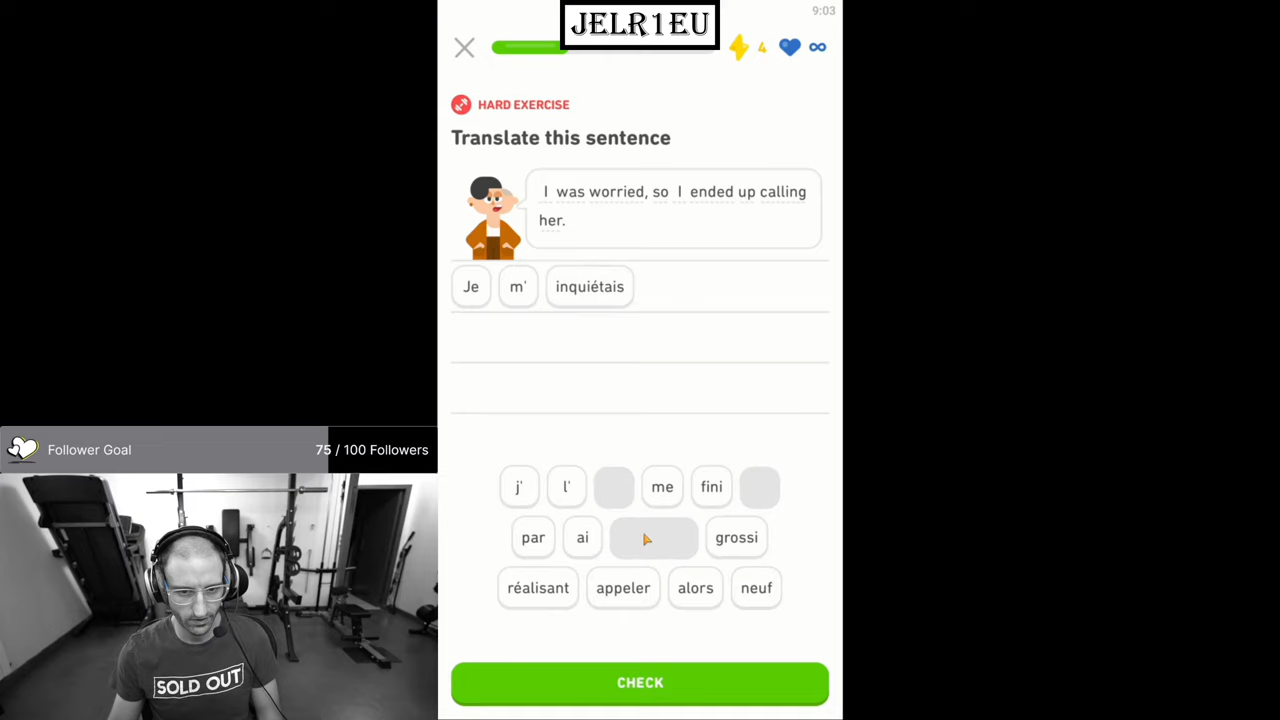 JELR1EU
9:03
4 ∞
HARD EXERCISE
Translate this sentence
I was worried, so I ended up calling
her.
Je m' inquiétais
j' l' me fini
par ai grossi
réalisant appeler alors neuf
CHECK
Follower Goal 75 / 100 Followers
SOLD OUT